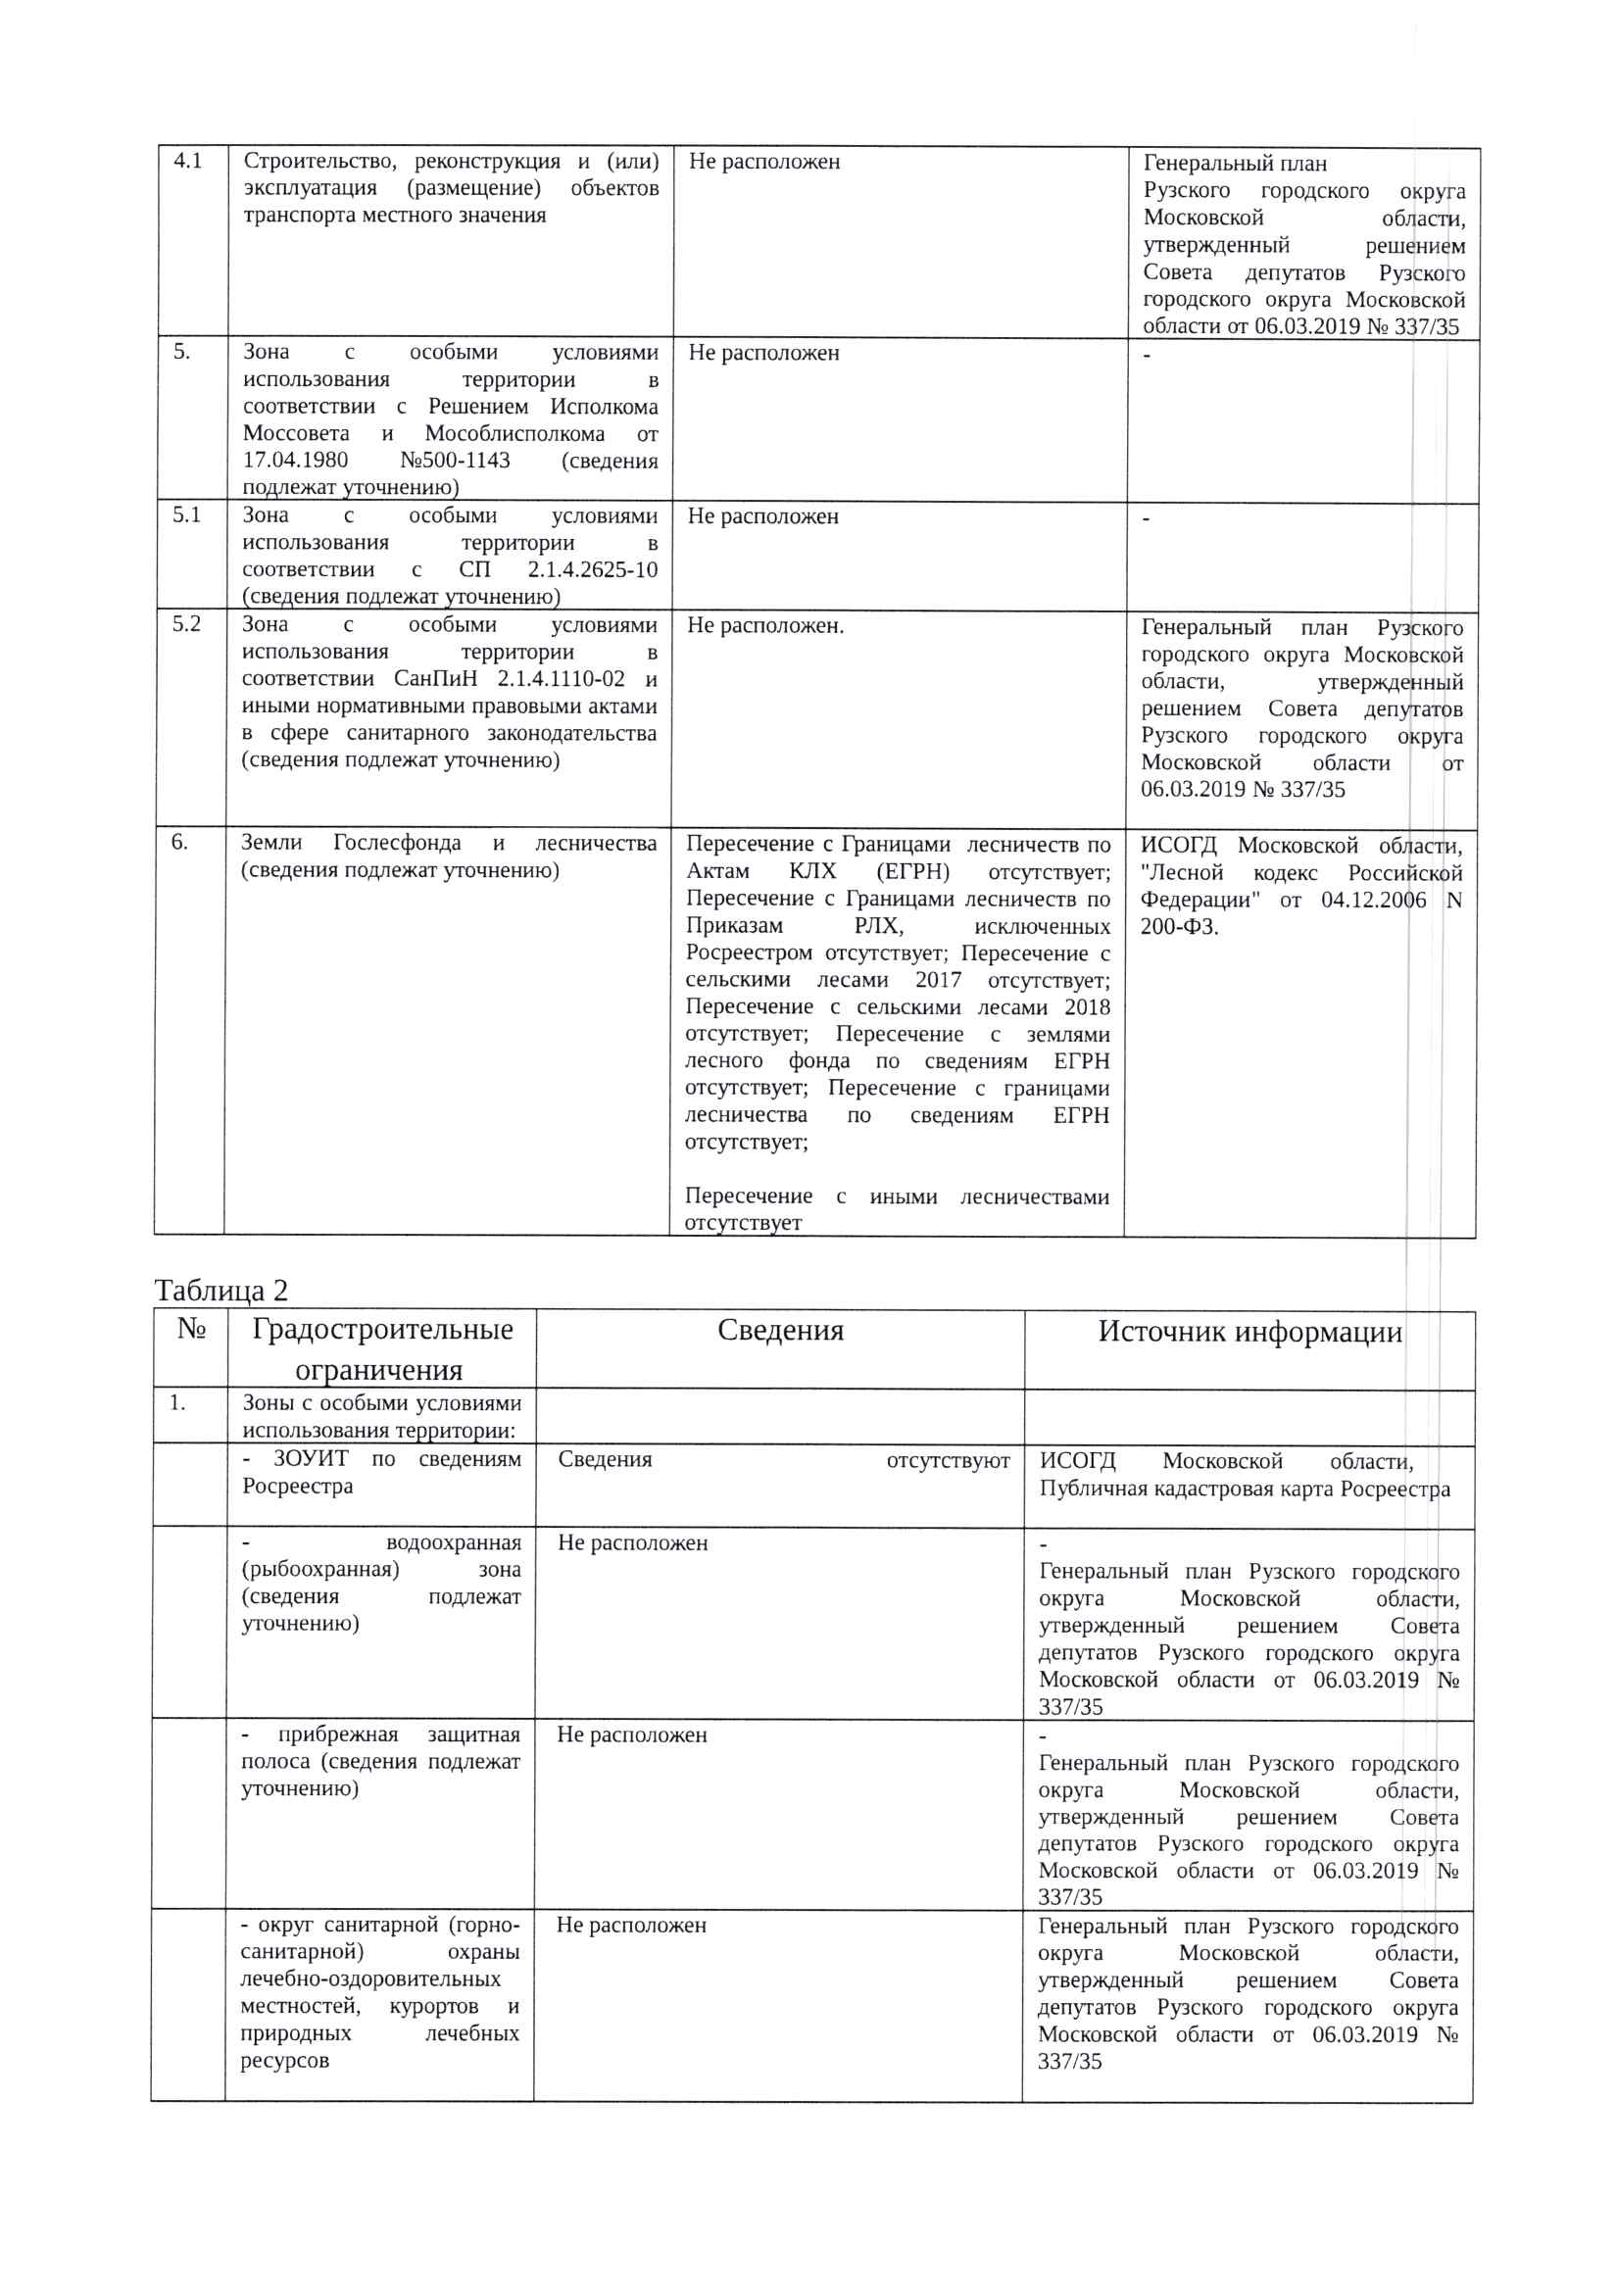 4.1
Строительство, реконструкция и (или)
эксплуатация (размещение) объектов
транспорта местного значения
Не расположен
Генеральный план
Рузского городского округа
Московской области,
утвержденный решением
Совета депутатов Рузского
городского округа Московской
области от 06.03.2019 № 337/35
5.
Зона с особыми условиями
использования территории в
соответствии с Решением Исполкома
Моссовета и Мособлисполкома от
17.04.1980 №500-1143 (сведения
подлежат уточнению)
Не расположен
-
5.1
Зона с особыми условиями
использования территории в
соответствии с СП 2.1.4.2625-10
(сведения подлежат уточнению)
Не расположен
-
5.2
Зона с особыми условиями
использования территории в
соответствии СанПиН 2.1.4.1110-02 и
иными нормативными правовыми актами
в сфере санитарного законодательства
(сведения подлежат уточнению)
Не расположен.
Генеральный план Рузского
городского округа Московской
области, утвержденный
решением Совета депутатов
Рузского городского округа
Московской области от
06.03.2019 № 337/35
6.
Земли Гослесфонда и лесничества
(сведения подлежат уточнению)
Пересечение с Границами лесничеств по
Актам КЛХ (ЕГРН) отсутствует;
Пересечение с Границами лесничеств по
Приказам РЛХ, исключенных
Росреестром отсутствует; Пересечение с
сельскими лесами 2017 отсутствует;
Пересечение с сельскими лесами 2018
отсутствует; Пересечение с землями
лесного фонда по сведениям ЕГРН
отсутствует; Пересечение с границами
лесничества по сведениям ЕГРН
отсутствует;
Пересечение с иными лесничествами
отсутствует
ИСОГД Московской области,
"Лесной кодекс Российской
Федерации" от 04.12.2006 N
200-ФЗ.
Таблица 2
№
Градостроительные
ограничения
Сведения
Источник информации
1.
Зоны с особыми условиями
использования территории:
- ЗОУИТ по сведениям
Росреестра
Сведения отсутствуют
ИСОГД Московской области,
Публичная кадастровая карта Росреестра
- водоохранная
(рыбоохранная) зона
(сведения подлежат
уточнению)
Не расположен
-
Генеральный план Рузского городского
округа Московской области,
утвержденный решением Совета
депутатов Рузского городского округа
Московской области от 06.03.2019 №
337/35
- прибрежная защитная
полоса (сведения подлежат
уточнению)
Не расположен
-
Генеральный план Рузского городского
округа Московской области,
утвержденный решением Совета
депутатов Рузского городского округа
Московской области от 06.03.2019 №
337/35
- округ санитарной (горно-
санитарной) охраны
лечебно-оздоровительных
местностей, курортов и
природных лечебных
ресурсов
Не расположен
Генеральный план Рузского городского
округа Московской области,
утвержденный решением Совета
депутатов Рузского городского округа
Московской области от 06.03.2019 №
337/35